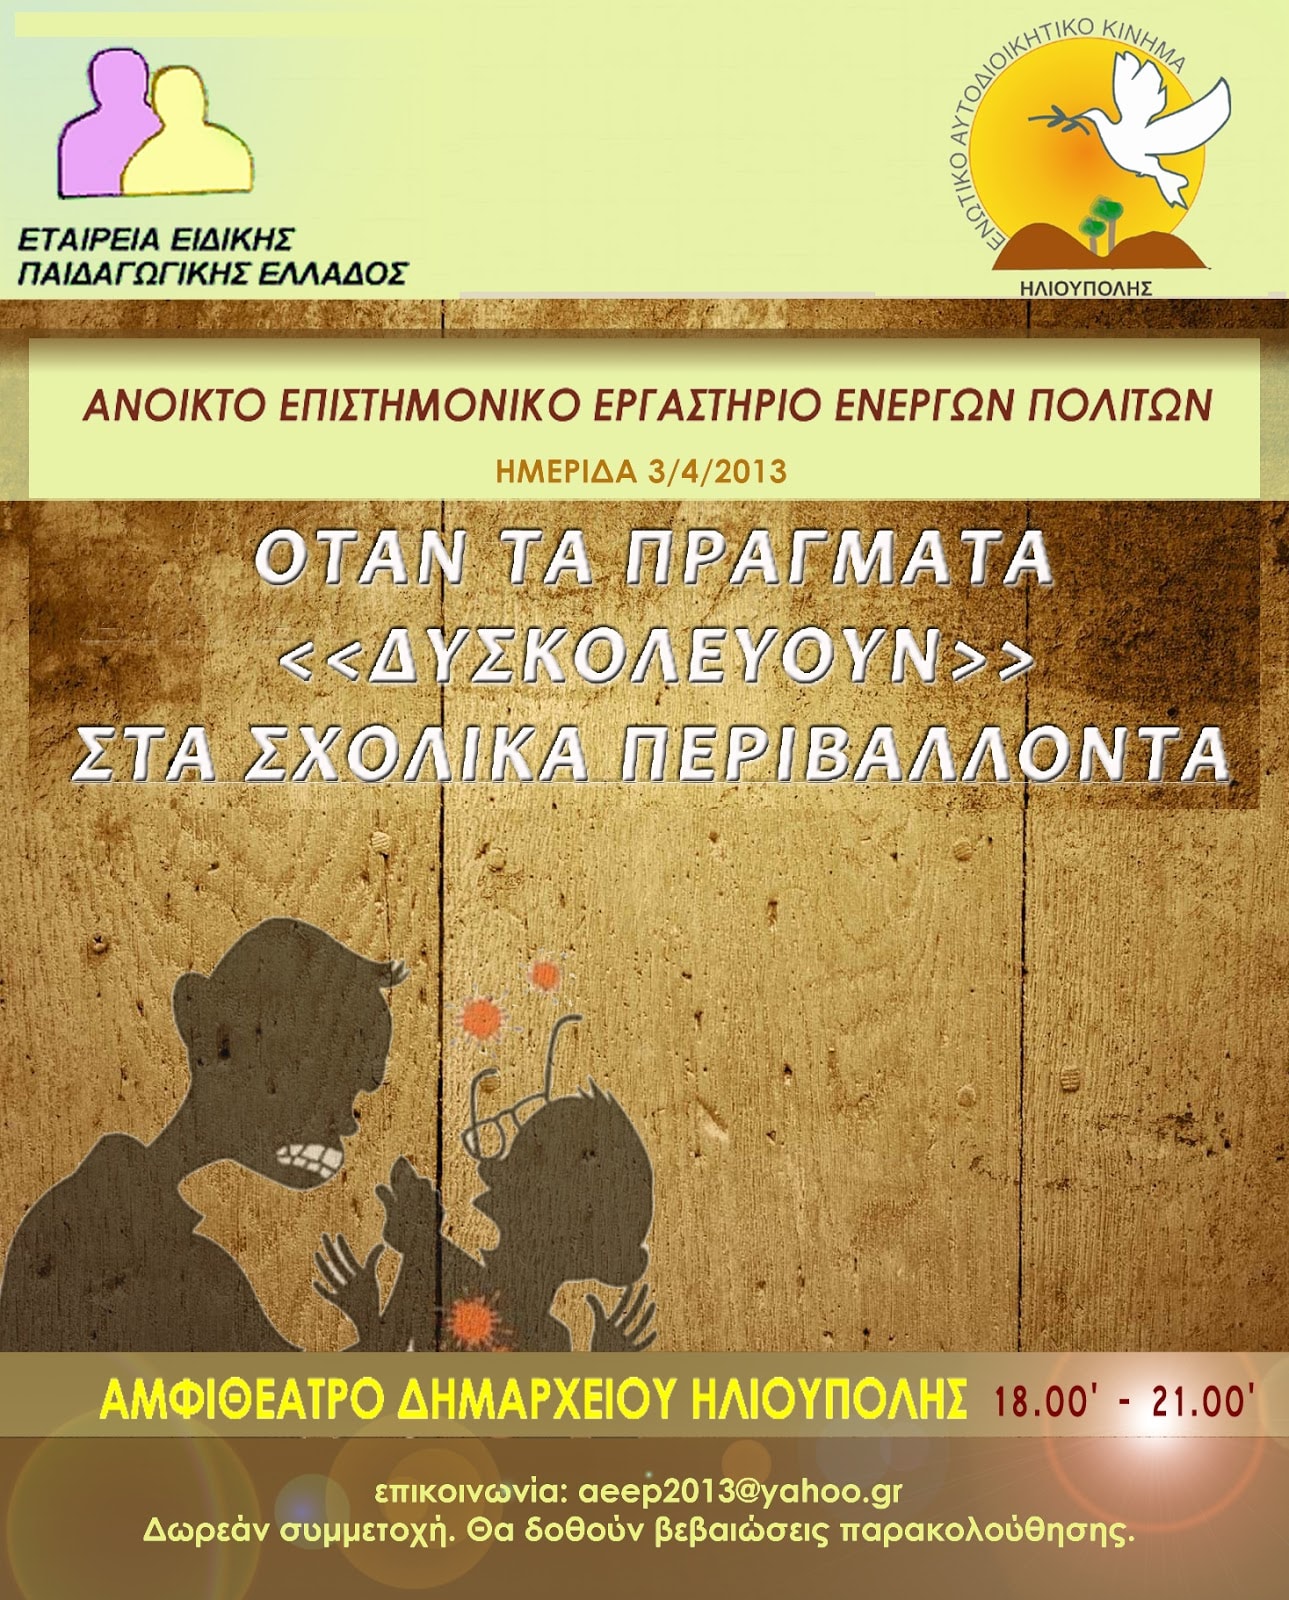 ΕΤΑΙΡΕΙΑ ΕΙΔΙΚΗΣ
ΠΑΙΔΑΓΩΓΙΚΗΣ ΕΛΛΑΔΟΣ
ΕΝΩΤΙΚΟ ΑΥΤΟΔΙΟΙΚΗΤΙΚΟ ΚΙΝΗΜΑ
ΗΛΙΟΥΠΟΛΗΣ
ΑΝΟΙΚΤΟ ΕΠΙΣΤΗΜΟΝΙΚΟ ΕΡΓΑΣΤΗΡΙΟ ΕΝΕΡΓΩΝ ΠΟΛΙΤΩΝ
ΗΜΕΡΙΔΑ 3/4/2013
ΟΤΑΝ ΤΑ ΠΡΑΓΜΑΤΑ
<<ΔΥΣΚΟΛΕΥΟΥΝ>>
ΣΤΑ ΣΧΟΛΙΚΑ ΠΕΡΙΒΑΛΛΟΝΤΑ
ΑΜΦΙΘΕΑΤΡΟ ΔΗΜΑΡΧΕΙΟΥ ΗΛΙΟΥΠΟΛΗΣ 18.00' - 21.00'
επικοινωνία: aeep2013@yahoo.gr
Δωρεάν συμμετοχή. Θα δοθούν βεβαιώσεις παρακολούθησης.